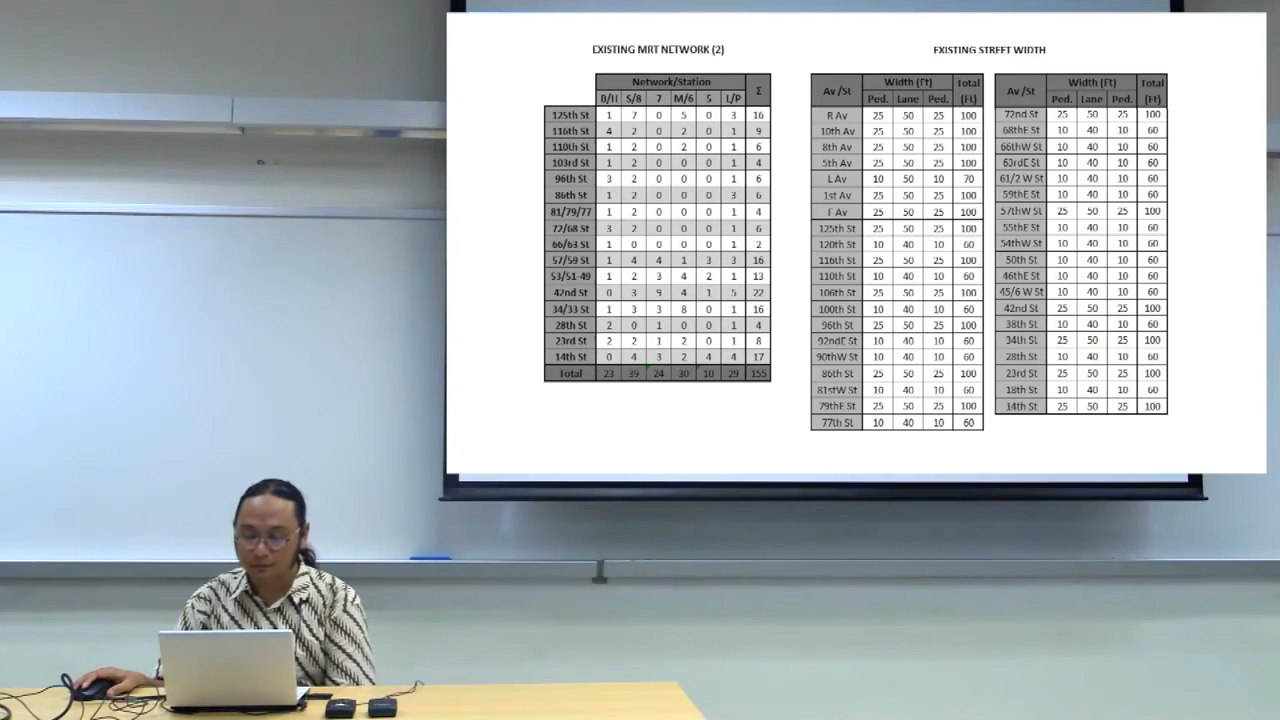 EXISTING MRT NETWORK (2)
Network/Station Σ
B/H S/8 7 M/6 5 L/P
125th St 1 7 0 5 0 3 16
116th St 4 2 0 2 0 1 9
110th St 1 2 0 2 0 1 6
103rd St 1 2 0 0 0 1 4
96th St 3 2 0 0 0 1 6
86th St 1 2 0 0 0 3 6
81/79/77 1 2 0 0 0 1 4
72/68 St 3 2 0 0 0 1 6
66/63 St 1 0 0 0 0 1 2
57/59 St 1 4 4 1 3 3 16
53/51-49 1 2 3 4 2 1 13
42nd St 0 3 9 4 1 5 22
34/33 St 1 3 3 8 0 1 16
28th St 2 0 1 0 0 1 4
23rd St 2 2 1 2 0 1 8
14th St 0 4 3 2 4 4 17
Total 23 39 24 30 10 29 155
EXISTING STREET WIDTH
Av /St Width (Ft) Total
Ped. Lane Ped. (Ft)
R Av 25 50 25 100
10th Av 25 50 25 100
8th Av 25 50 25 100
5th Av 25 50 25 100
L Av 10 50 10 70
1st Av 25 50 25 100
F Av 25 50 25 100
125th St 25 50 25 100
120th St 10 40 10 60
116th St 25 50 25 100
110th St 10 40 10 60
106th St 25 50 25 100
100th St 10 40 10 60
96th St 25 50 25 100
92ndE St 10 40 10 60
90thW St 10 40 10 60
86th St 25 50 25 100
81stW St 10 40 10 60
79thE St 25 50 25 100
77th St 10 40 10 60
Av /St Width (Ft) Total
Ped. Lane Ped. (Ft)
72nd St 25 50 25 100
68thE St 10 40 10 60
66thW St 10 40 10 60
63rdE St 10 40 10 60
61/2 W St 10 40 10 60
59thE St 10 40 10 60
57thW St 25 50 25 100
55thE St 10 40 10 60
54thW St 10 40 10 60
50th St 10 40 10 60
46thE St 10 40 10 60
45/6 W St 10 40 10 60
42nd St 25 50 25 100
38th St 10 40 10 60
34th St 25 50 25 100
28th St 10 40 10 60
23rd St 25 50 25 100
18th St 10 40 10 60
14th St 25 50 25 100